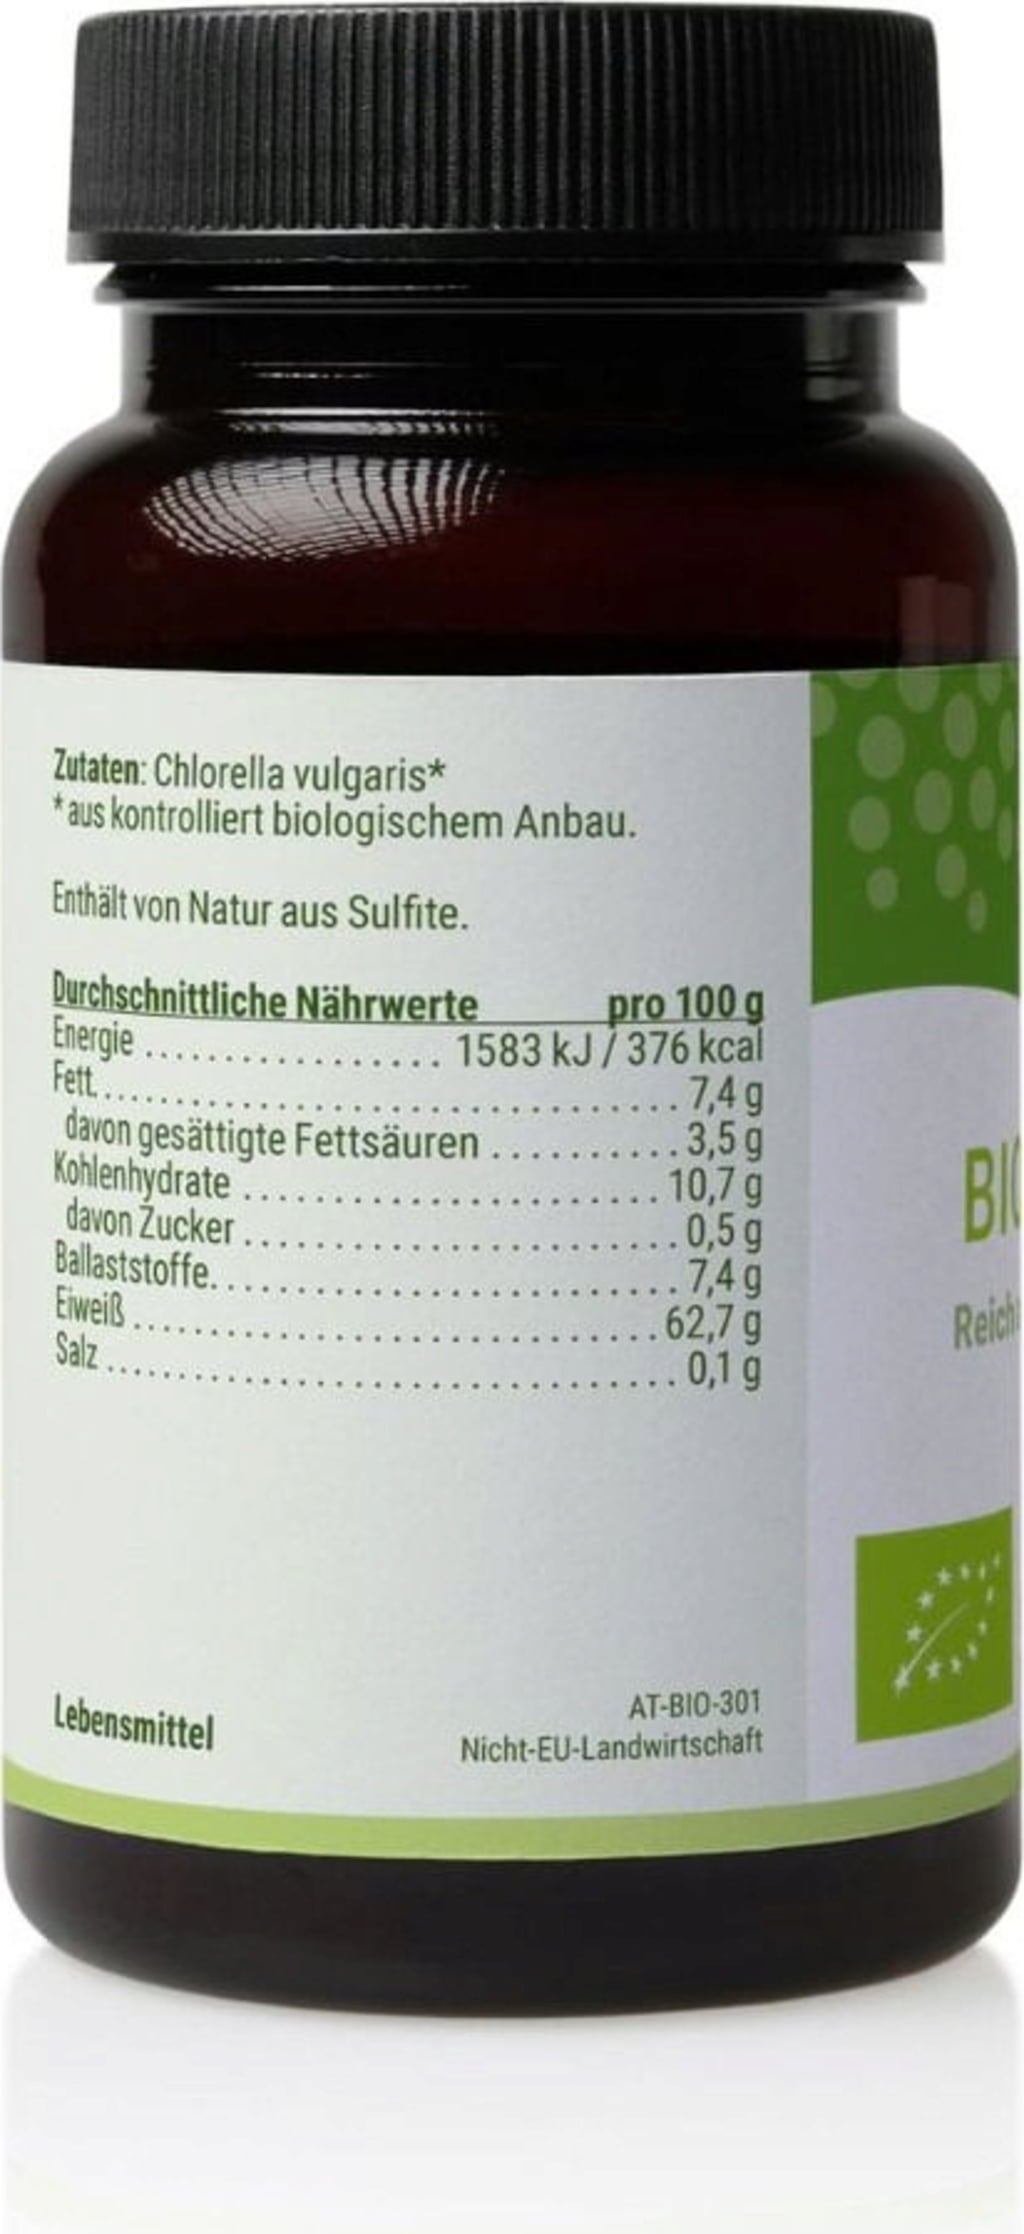 Zutaten: Chlorella vulgaris*
*aus kontrolliert biologischem Anbau.
Enthält von Natur aus Sulfite.
Durchschnittliche Nährwerte pro 100 g
Energie ................. 1583 kJ / 376 kcal
Fett.................................... 7,4 g
davon gesättigte Fettsäuren .......... 3,5 g
Kohlenhydrate ........................ 10,7 g
davon Zucker ........................ 0,5 g
Ballaststoffe........................... 7,4 g
Eiweiß ................................ 62,7 g
Salz .................................. 0,1 g
Lebensmittel
AT-BIO-301
Nicht-EU-Landwirtschaft
BIO
Reich